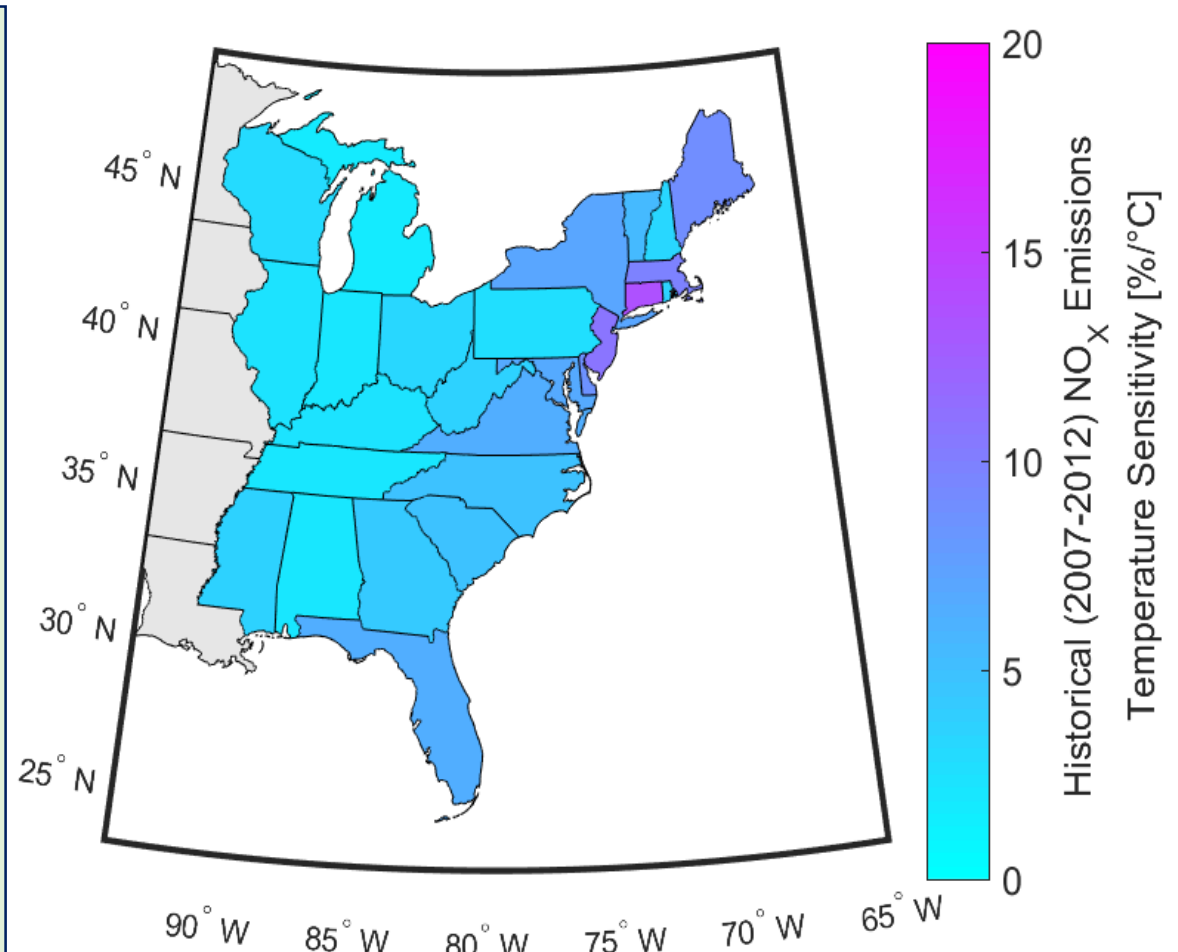 45° N
40° N
35° N
30° N
25° N
90° W
85° W
80° W
75° W
70° W
65° W
20
15
10
5
0
Historical (2007-2012) NOX Emissions
Temperature Sensitivity [%/°C]